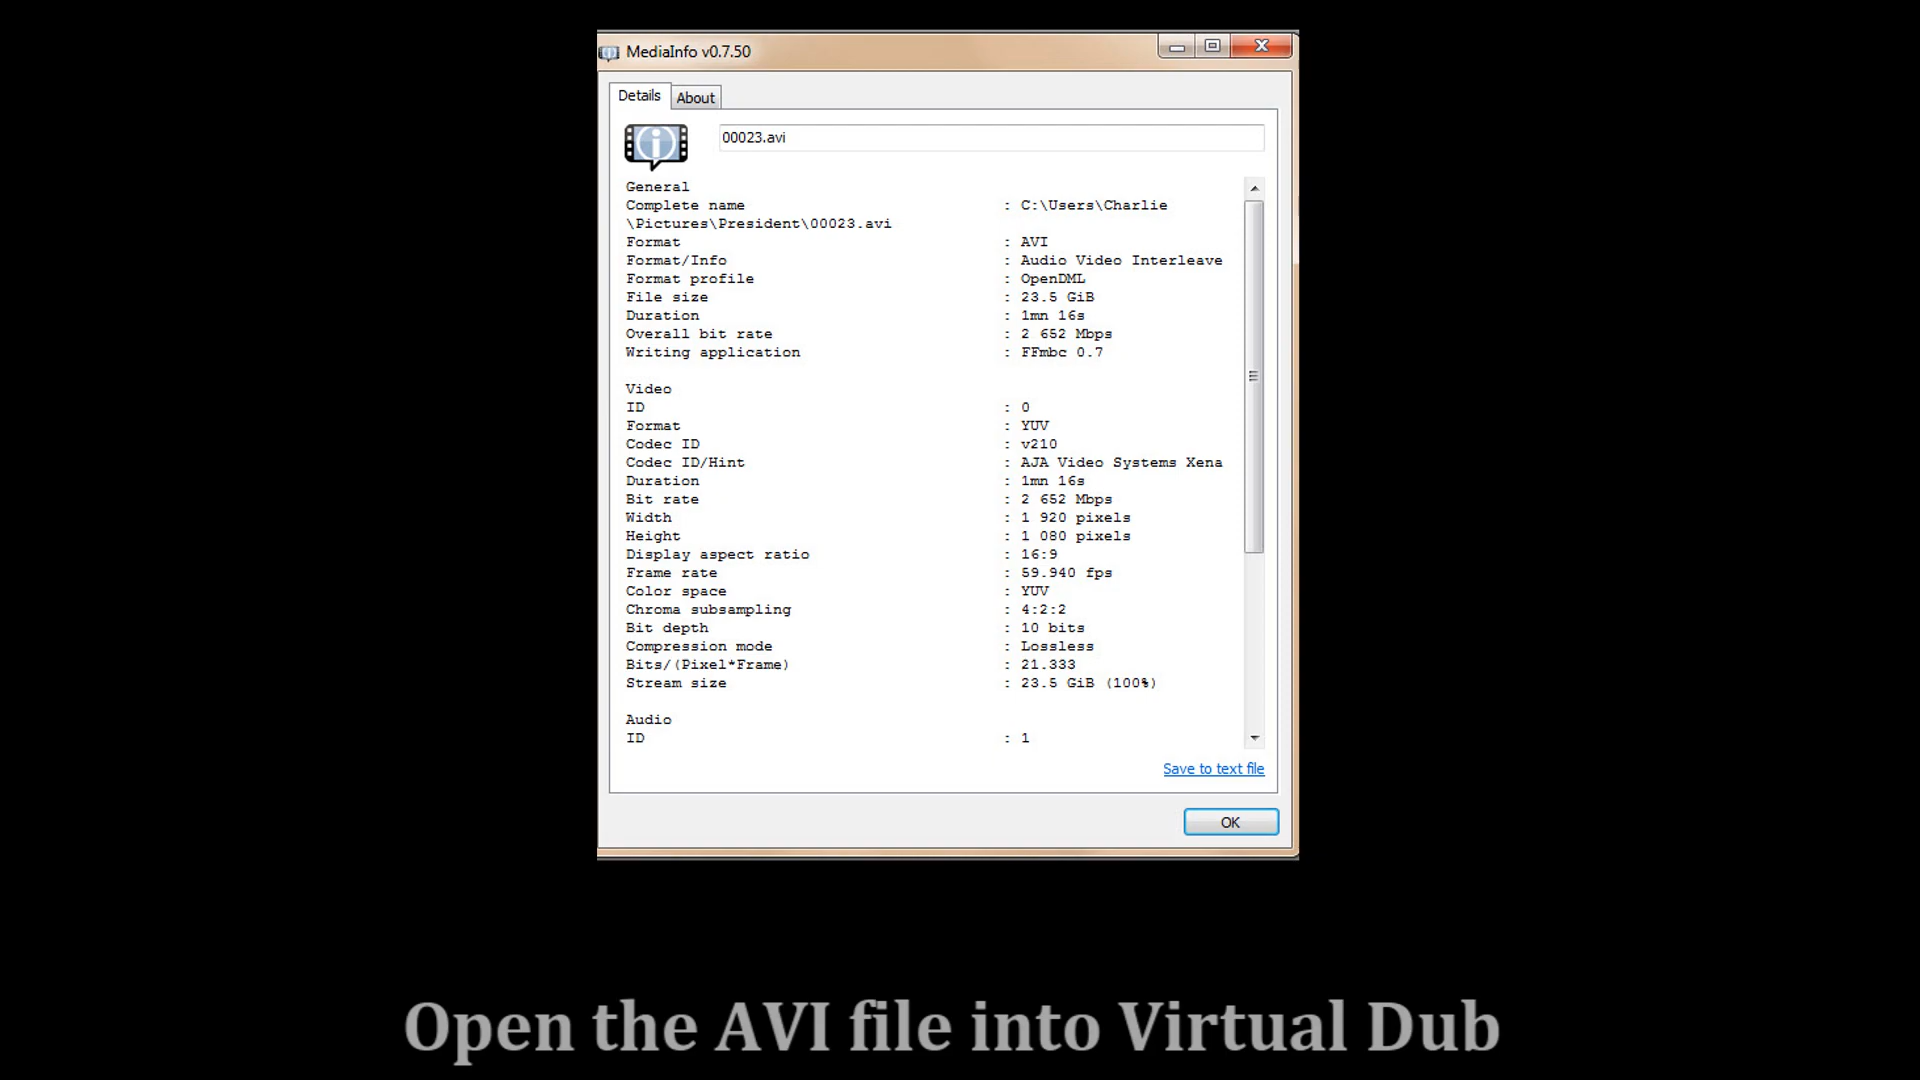 MediaInfo v0.7.50
Details About
00023.avi
General
Complete name : C:\Users\Charlie
\Pictures\President\00023.avi
Format : AVI
Format/Info : Audio Video Interleave
Format profile : OpenDML
File size : 23.5 GiB
Duration : 1mn 16s
Overall bit rate : 2 652 Mbps
Writing application : FFmbc 0.7
Video
ID : 0
Format : YUV
Codec ID : v210
Codec ID/Hint : AJA Video Systems Xena
Duration : 1mn 16s
Bit rate : 2 652 Mbps
Width : 1 920 pixels
Height : 1 080 pixels
Display aspect ratio : 16:9
Frame rate : 59.940 fps
Color space : YUV
Chroma subsampling : 4:2:2
Bit depth : 10 bits
Compression mode : Lossless
Bits/(Pixel*Frame) : 21.333
Stream size : 23.5 GiB (100%)
Audio
ID : 1
Save to text file
OK
Open the AVI file into Virtual Dub